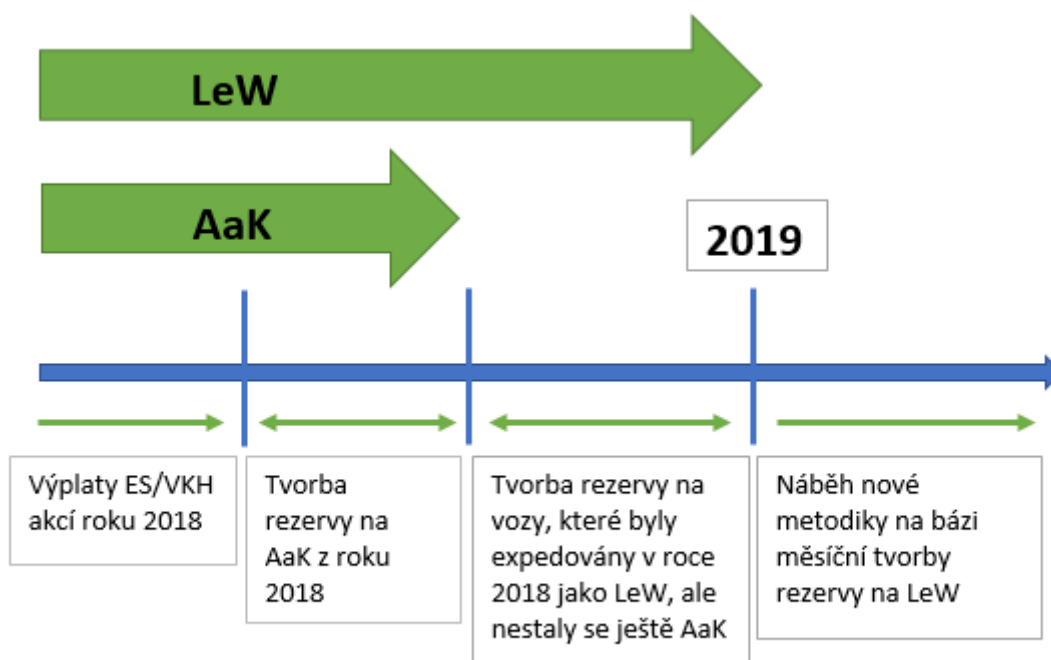 LeW
AaK
2019
Výplaty ES/VKH
akcí roku 2018
Tvorba
rezervy na
AaK z roku
2018
Tvorba rezervy na
vozy, které byly
expedovány v roce
2018 jako LeW, ale
nestaly se ještě AaK
Náběh nové
metodiky na bázi
měsíční tvorby
rezervy na LeW